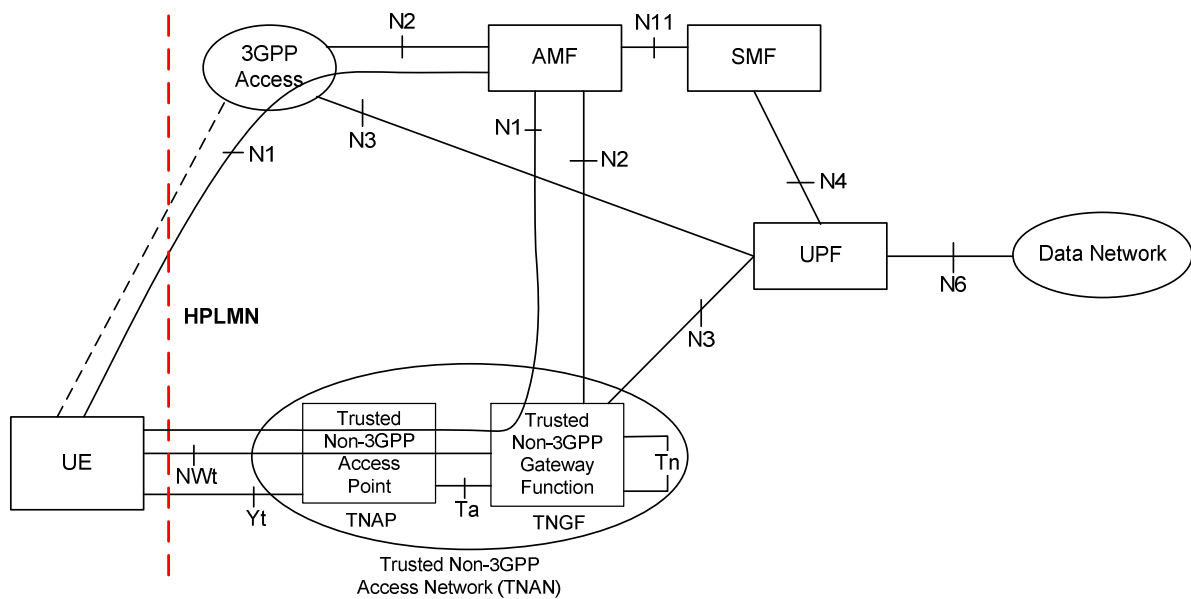 N2
N11
3GPP
Access
AMF
SMF
N1
N3
N1
N2
N4
UPF
N6
Data Network
HPLMN
N3
UE
NWt
Yt
Trusted
Non-3GPP
Access
Point
Ta
Trusted
Non-3GPP
Gateway
Function
Tn
TNAP
TNGF
Trusted Non-3GPP
Access Network (TNAN)